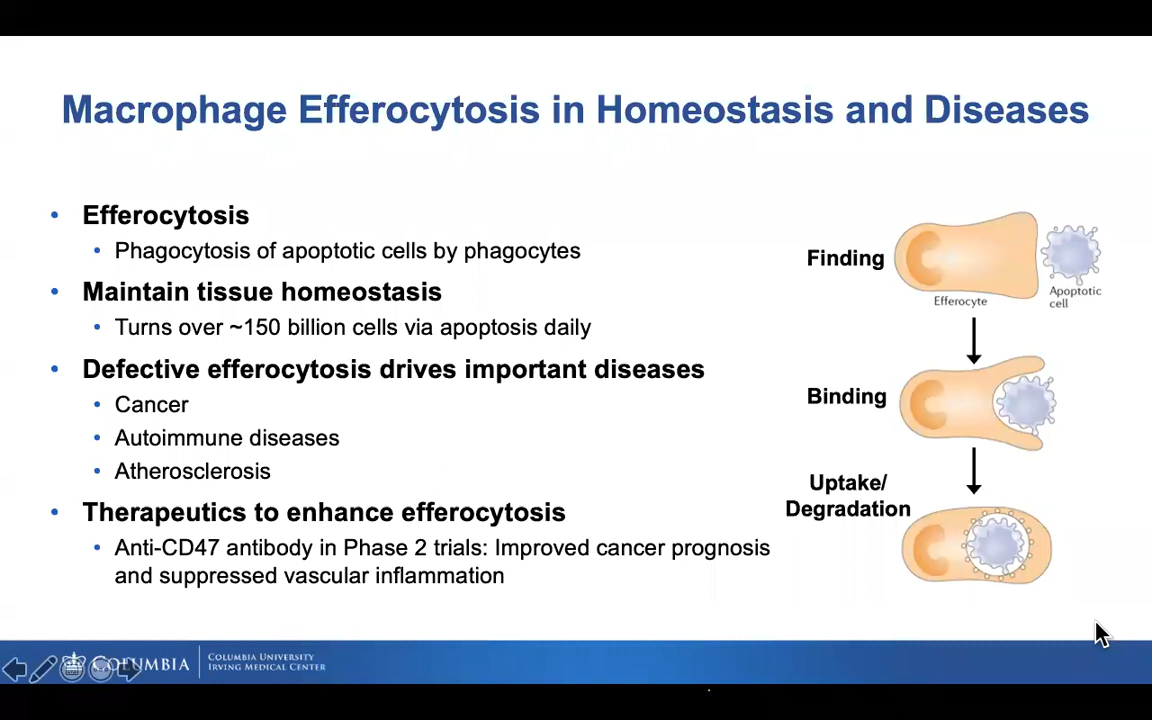 Macrophage Efferocytosis in Homeostasis and Diseases
• Efferocytosis
• Phagocytosis of apoptotic cells by phagocytes
• Maintain tissue homeostasis
• Turns over ~150 billion cells via apoptosis daily
• Defective efferocytosis drives important diseases
• Cancer
• Autoimmune diseases
• Atherosclerosis
• Therapeutics to enhance efferocytosis
• Anti-CD47 antibody in Phase 2 trials: Improved cancer prognosis
and suppressed vascular inflammation
Finding
Efferocyte
Apoptotic
cell
Binding
Uptake/
Degradation
COLUMBIA
COLUMBIA UNIVERSITY
IRVING MEDICAL CENTER